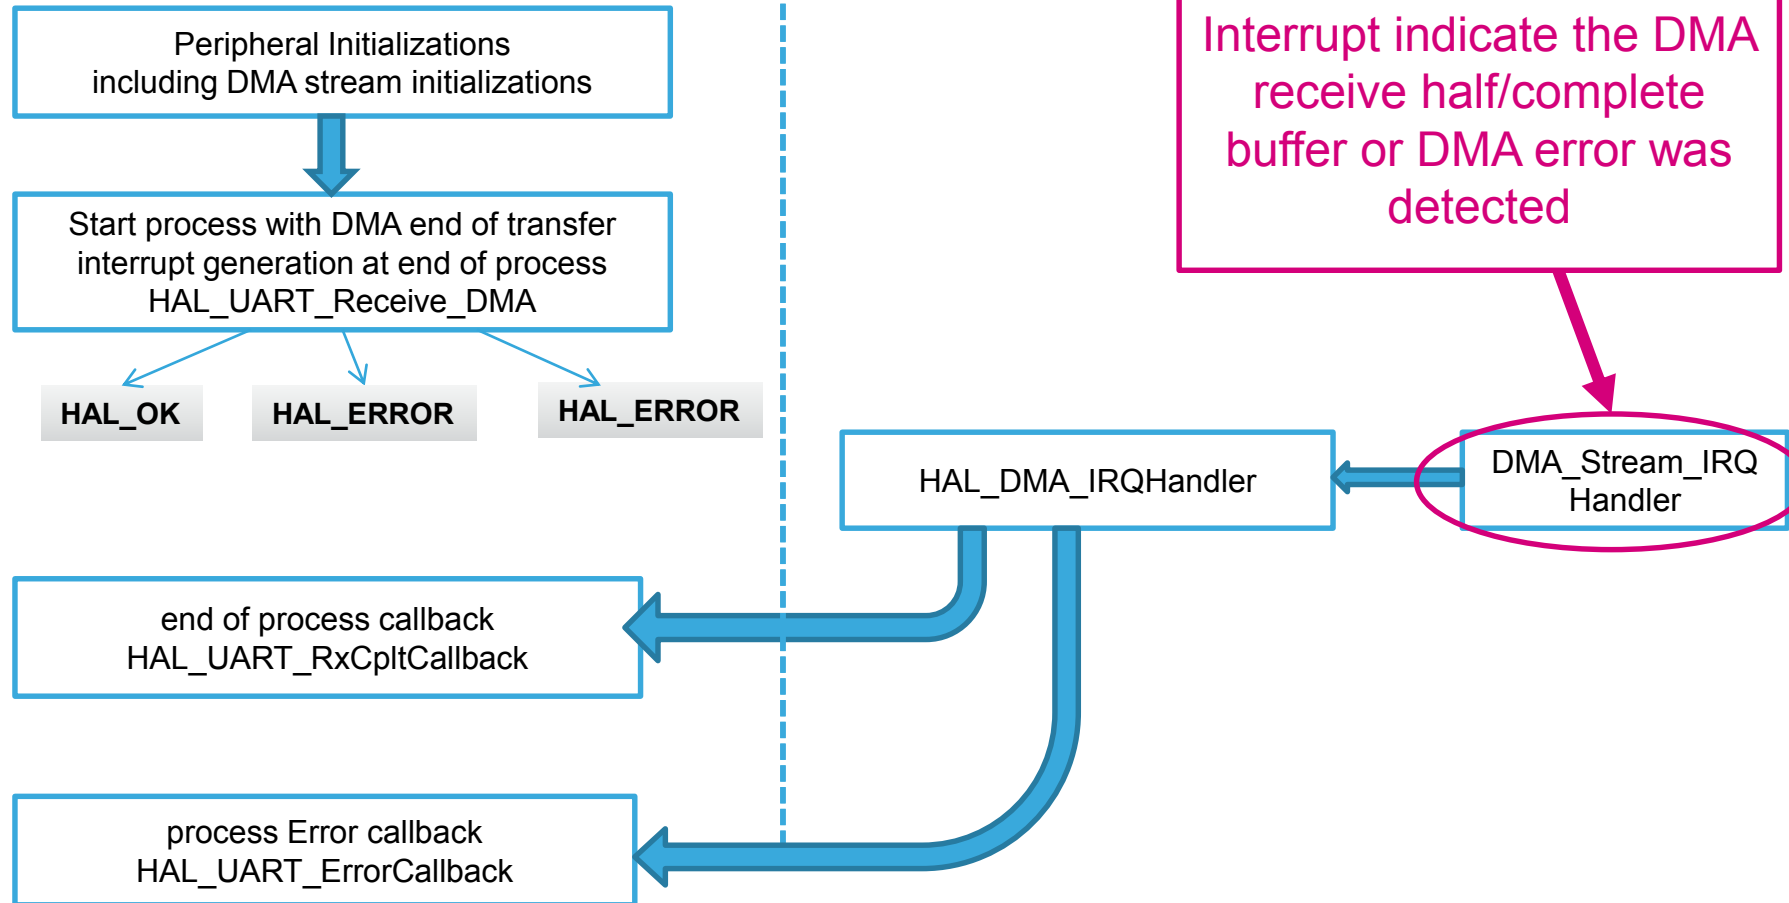 Peripheral Initializations
including DMA stream initializations
Interrupt indicate the DMA
receive half/complete
buffer or DMA error was
detected
Start process with DMA end of transfer
interrupt generation at end of process
HAL_UART_Receive_DMA
HAL_OK
HAL_ERROR
HAL_ERROR
HAL_DMA_IRQHandler
DMA_Stream_IRQ
Handler
end of process callback
HAL_UART_RxCpltCallback
process Error callback
HAL_UART_ErrorCallback